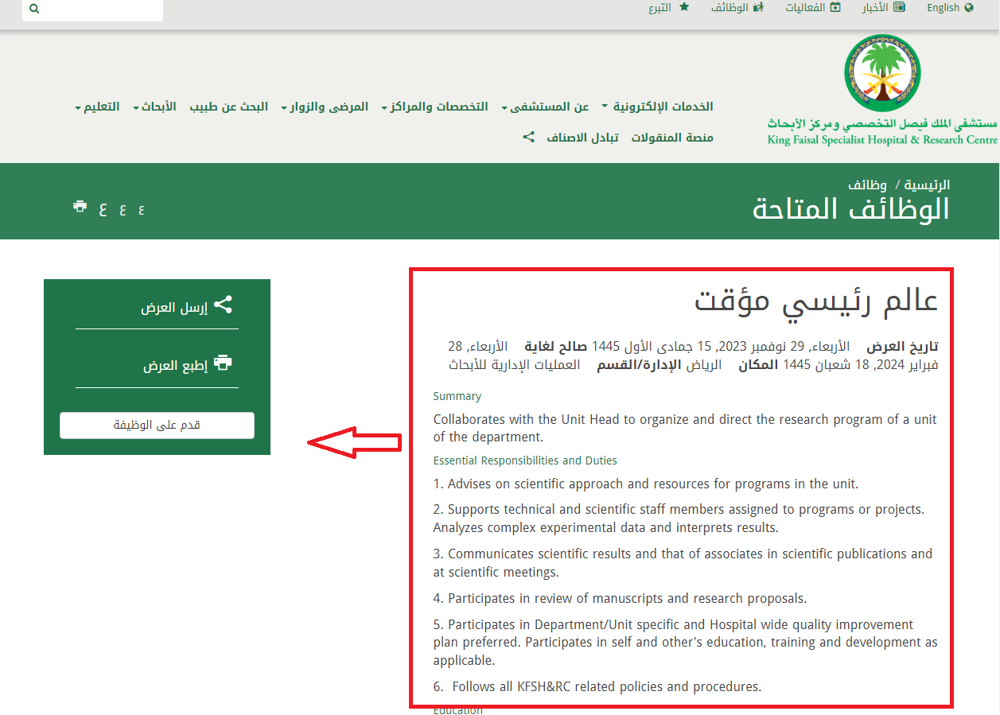 English
الأخبار
الفعاليات
الوظائف
التبرع
مستشفى الملك فيصل التخصصي ومركز الأبحاث
King Faisal Specialist Hospital & Research Centre
الخدمات الإلكترونية
عن المستشفى
التخصصات والمراكز
المرضى والزوار
البحث عن طبيب
الأبحاث
التعليم
منصة المنقولات
تبادل الاصناف
الرئيسية / وظائف
الوظائف المتاحة
ع ع ع
عالم رئيسي مؤقت
تاريخ العرض الأربعاء, 29 نوفمبر 2023, 15 جمادى الأول 1445 صالح لغاية الأربعاء, 28
فبراير 2024, 18 شعبان 1445 المكان الرياض الإدارة/القسم العمليات الإدارية للأبحاث
Summary
Collaborates with the Unit Head to organize and direct the research program of a unit
of the department.
Essential Responsibilities and Duties
1. Advises on scientific approach and resources for programs in the unit.
2. Supports technical and scientific staff members assigned to programs or projects.
Analyzes complex experimental data and interprets results.
3. Communicates scientific results and that of associates in scientific publications and
at scientific meetings.
4. Participates in review of manuscripts and research proposals.
5. Participates in Department/Unit specific and Hospital wide quality improvement
plan preferred. Participates in self and other's education, training and development as
applicable.
6. Follows all KFSH&RC related policies and procedures.
Education
إرسل العرض
إطبع العرض
قدم على الوظيفة